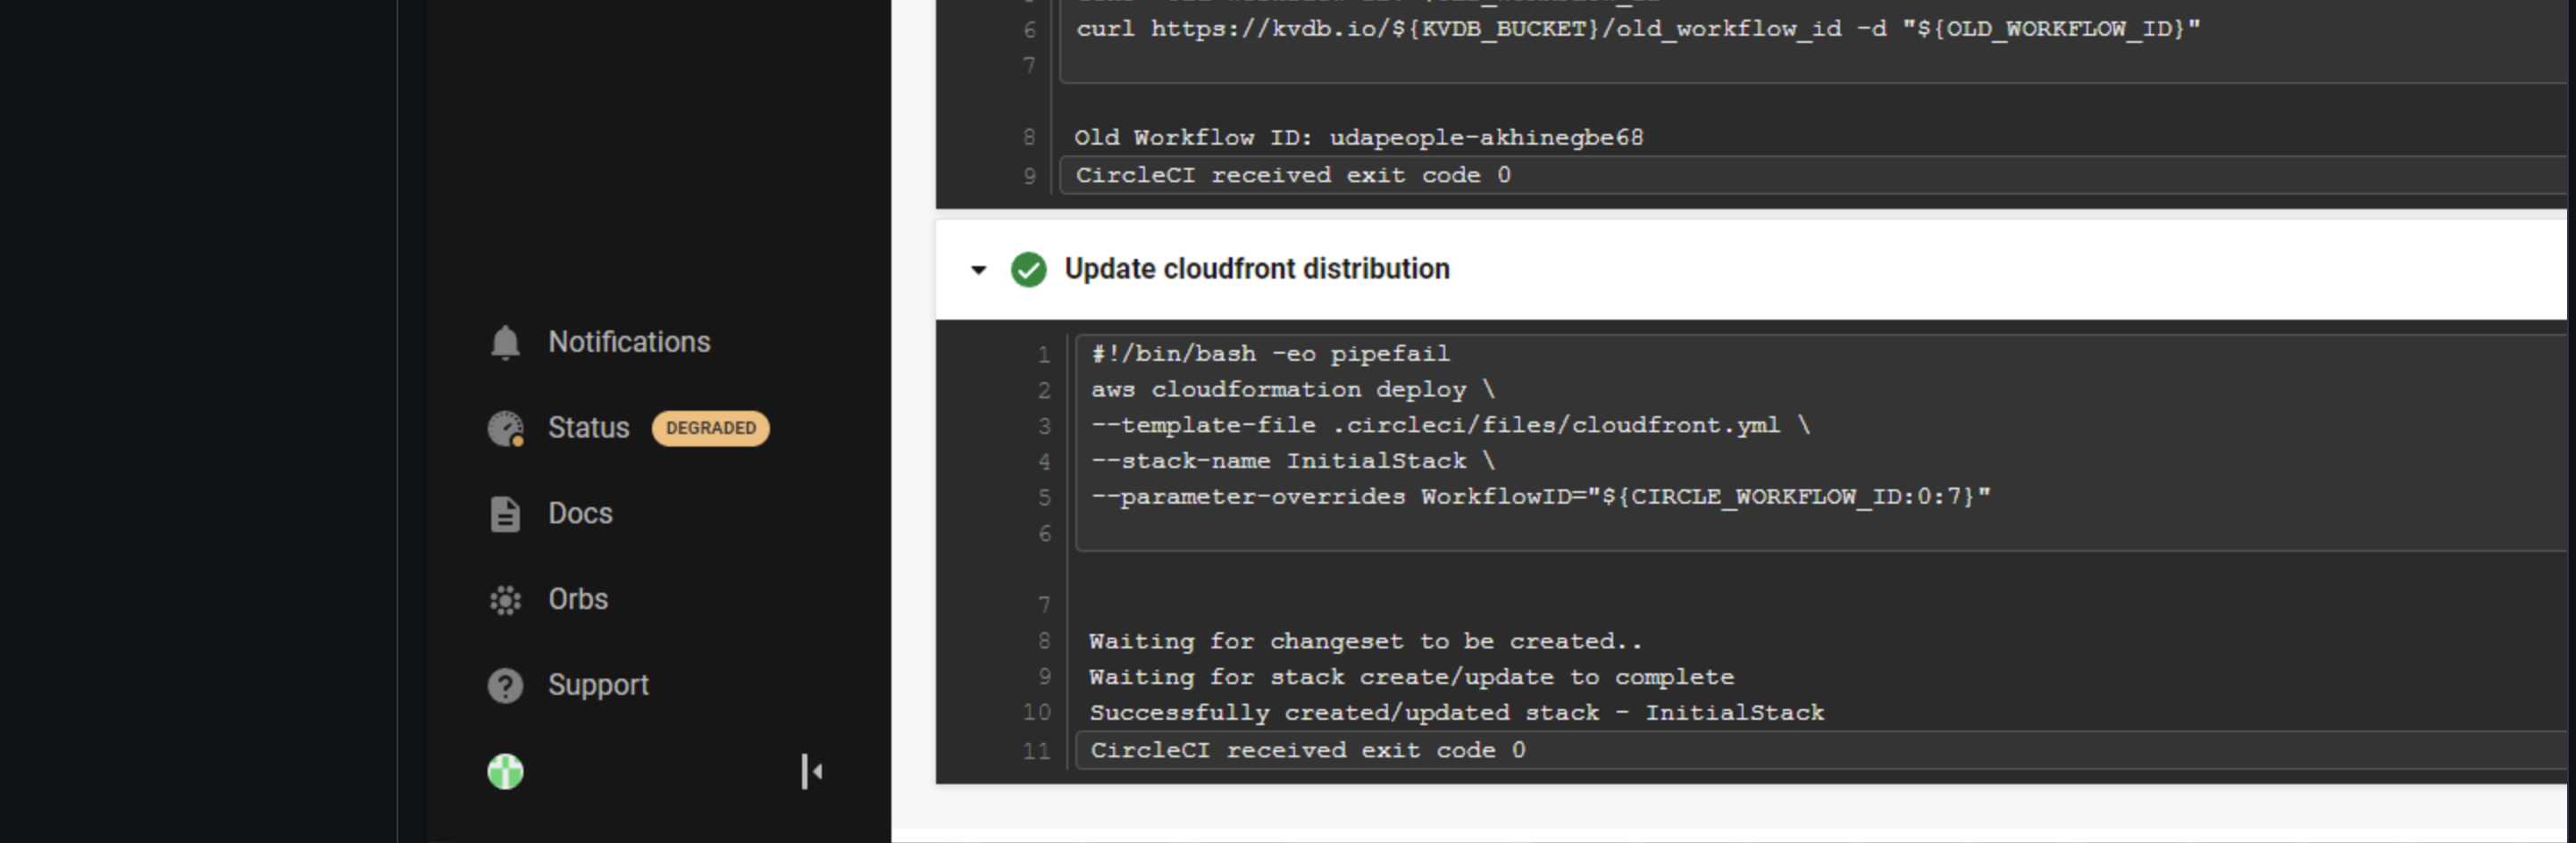 6 curl https://kvdb.io/${KVDB_BUCKET}/old_workflow_id -d "${OLD_WORKFLOW_ID}"
7
8 Old Workflow ID: udapeople-akhinegbe68
9 CircleCI received exit code 0
Update cloudfront distribution
1 #!/bin/bash -eo pipefail
2 aws cloudformation deploy \
3 --template-file .circleci/files/cloudfront.yml \
4 --stack-name InitialStack \
5 --parameter-overrides WorkflowID="${CIRCLE_WORKFLOW_ID:0:7}"
6
7
8 Waiting for changeset to be created..
9 Waiting for stack create/update to complete
10 Successfully created/updated stack - InitialStack
11 CircleCI received exit code 0
Notifications
Status DEGRADED
Docs
Orbs
Support